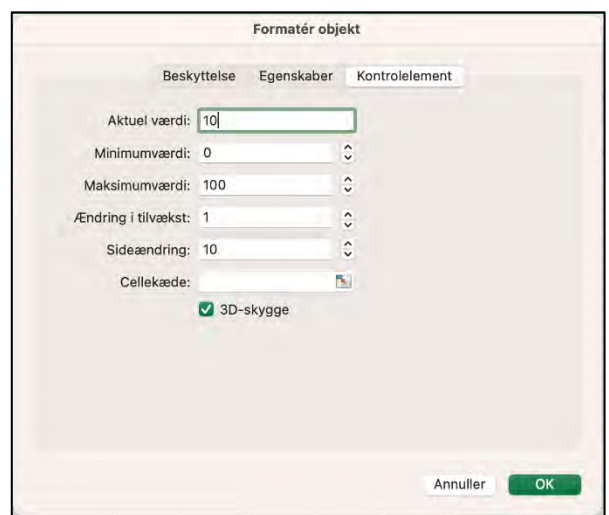 Formatér objekt
Beskyttelse Egenskaber Kontrolelement
Aktuel værdi: 10
Minimumværdi: 0
Maksimumværdi: 100
Ændring i tilvækst: 1
Sideændring: 10
Cellekæde:
3D-skygge
Annuller OK